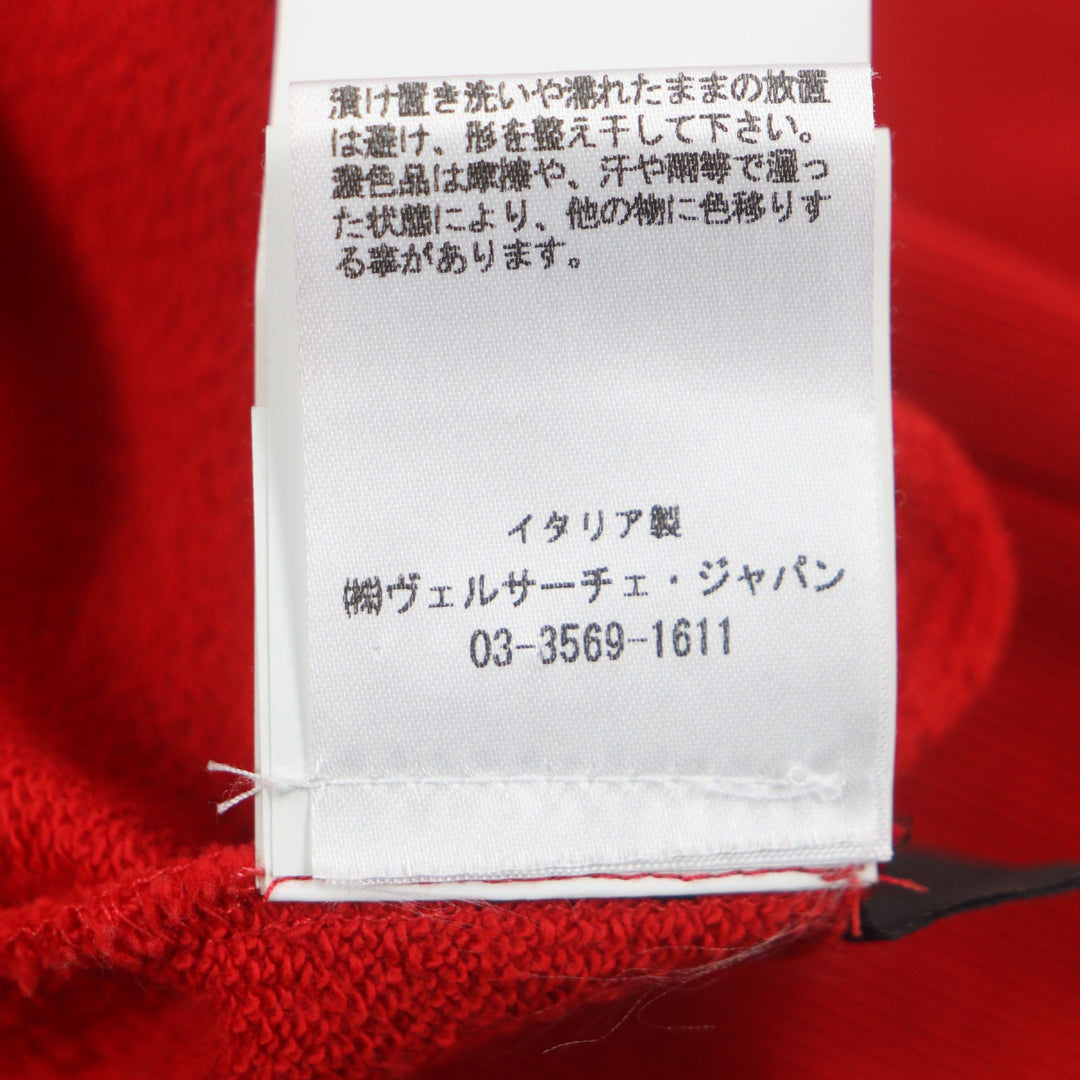 漬け置き洗いや濡れたままの放置
は避け、形を整え干して下さい。
濃色品は摩擦や、汗や雨等で湿っ
た状態により、他の物に色移りす
る事があります。
イタリア製
㈱ヴェルサーチェ・ジャパン
03-3569-1611